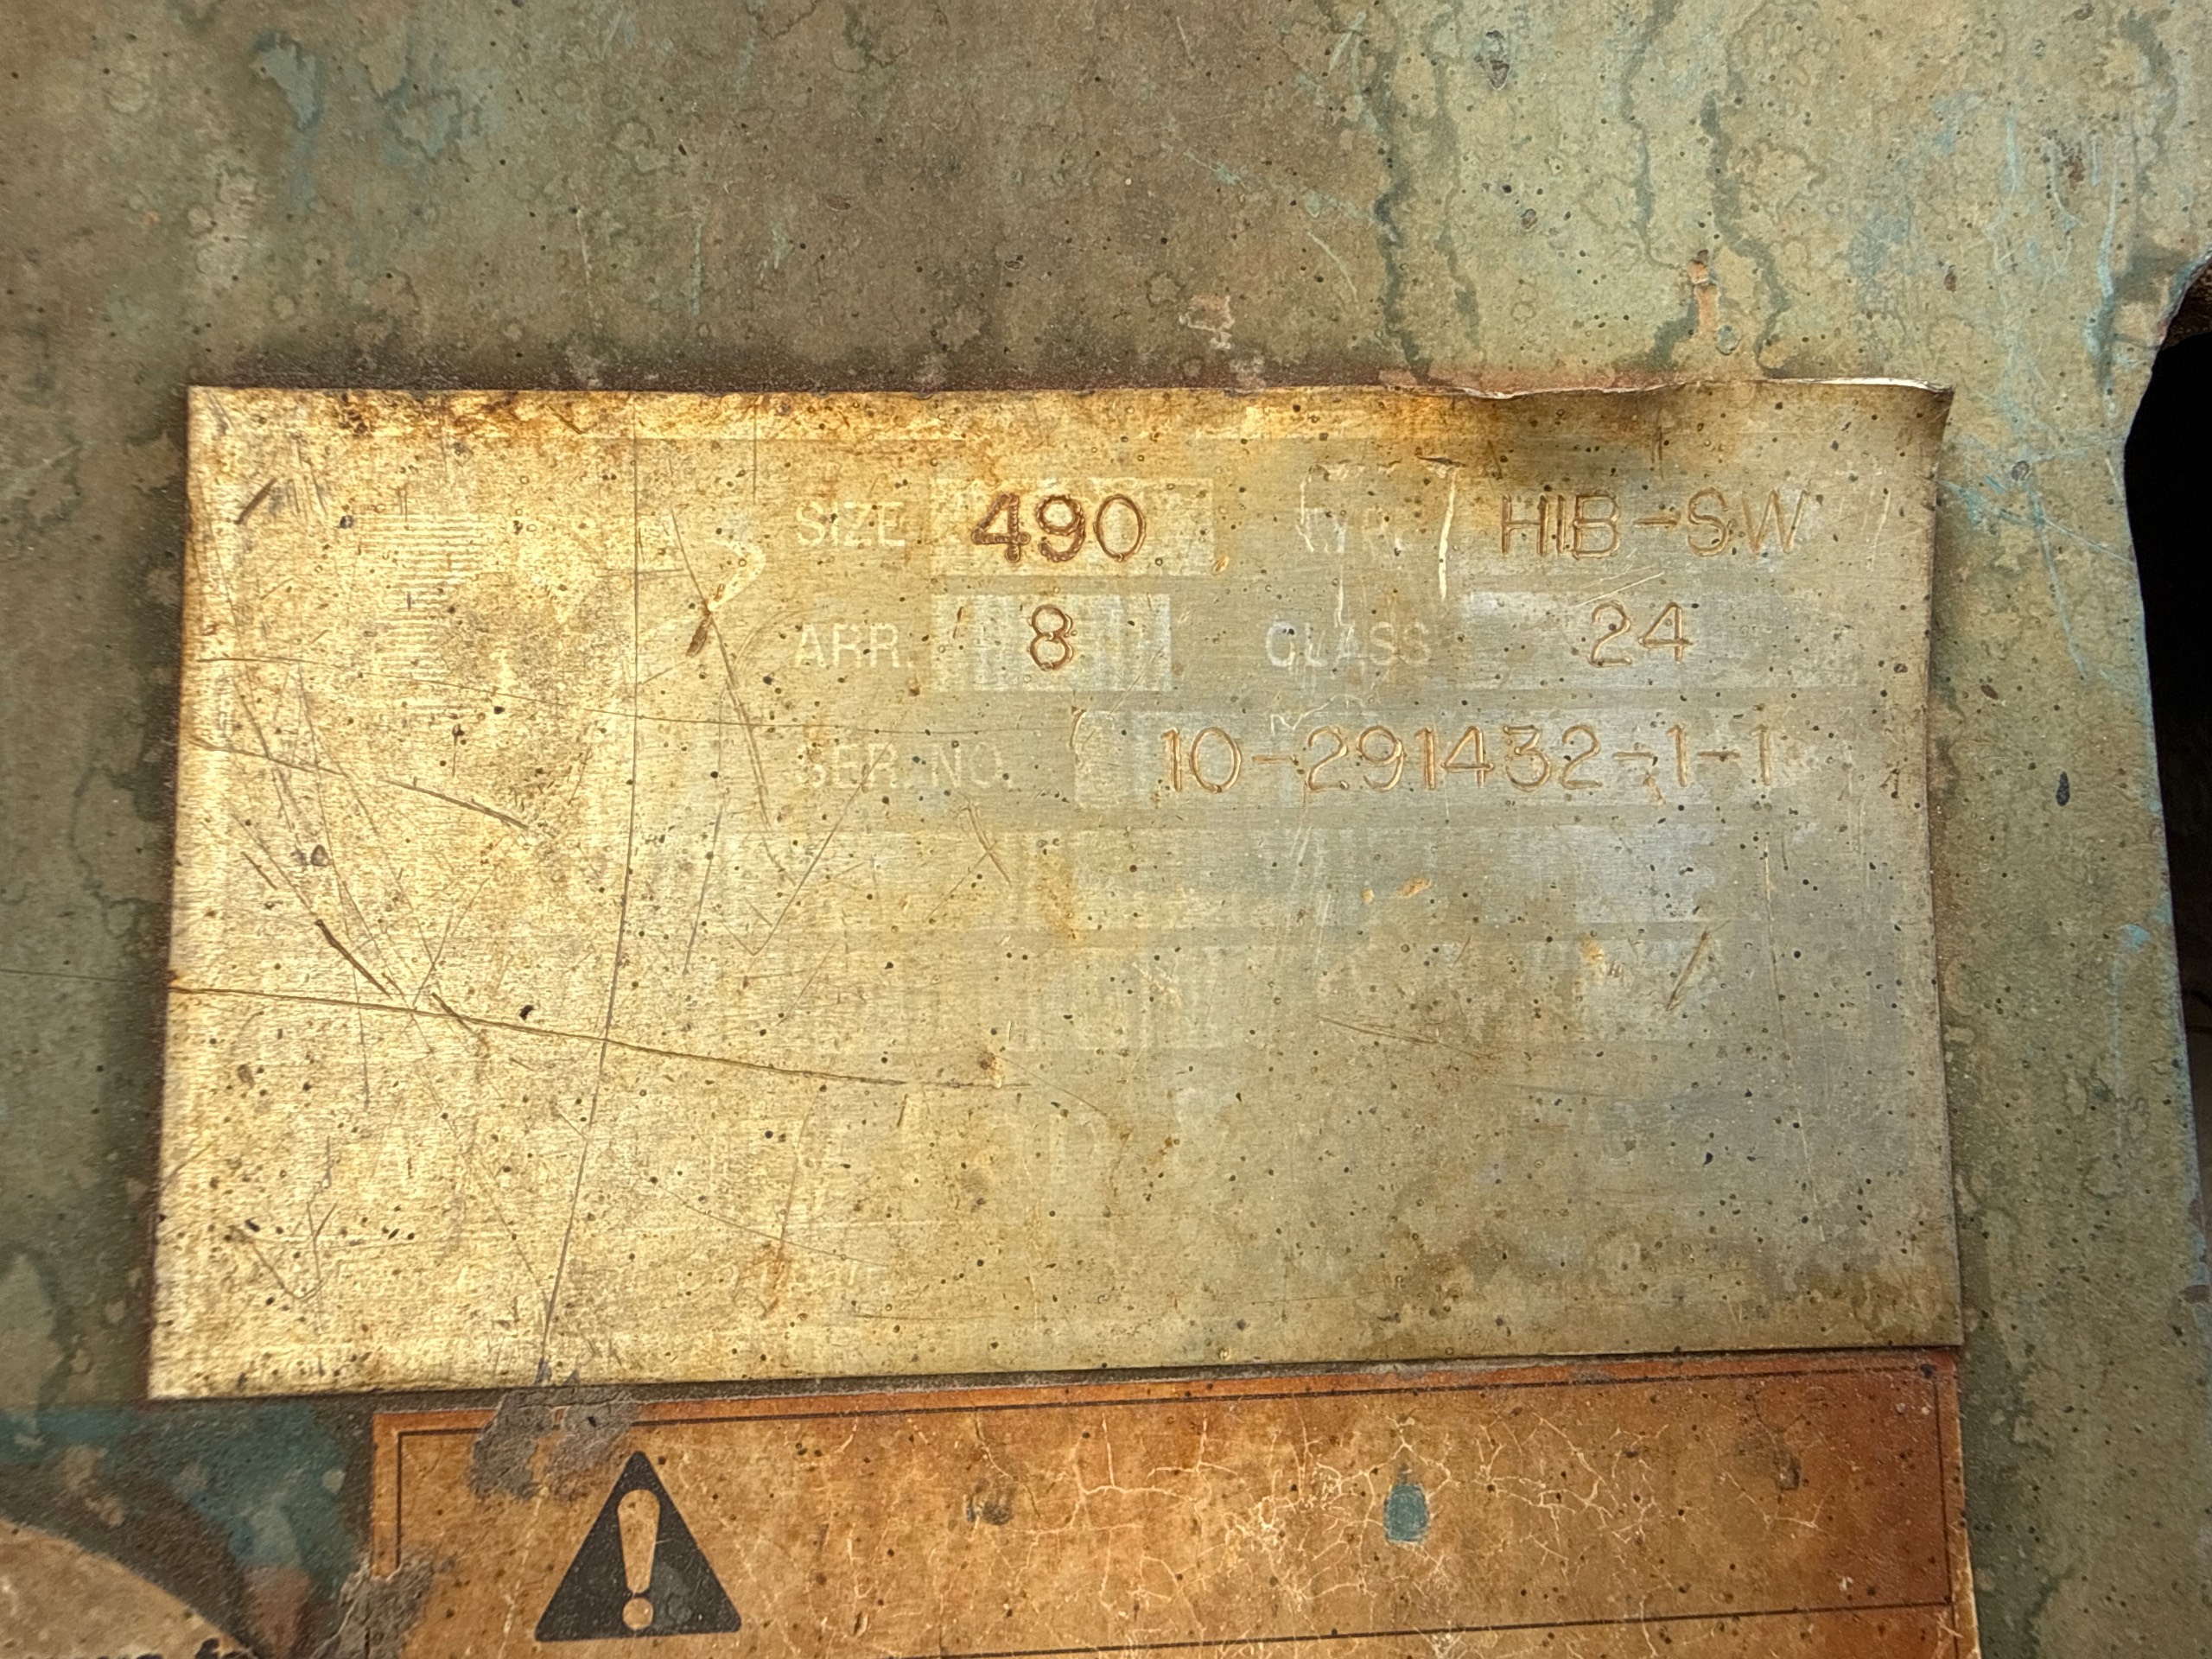 SIZE 490 TYPE HIB-SW
ARR. 8 CLASS 24
SER. NO. 10-291432-1-1